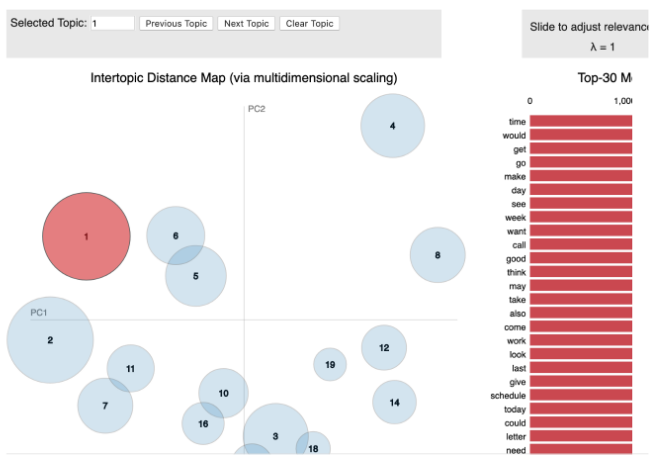 Selected Topic: 1 Previous Topic Next Topic Clear Topic
Slide to adjust relevance
λ = 1
Intertopic Distance Map (via multidimensional scaling)
Top-30 M
PC2
PC1
1
2
3
4
5
6
7
8
10
11
12
14
16
18
19
0 1,00
time
would
get
go
make
day
see
week
want
call
good
think
may
take
also
come
work
look
last
give
schedule
today
could
letter
need